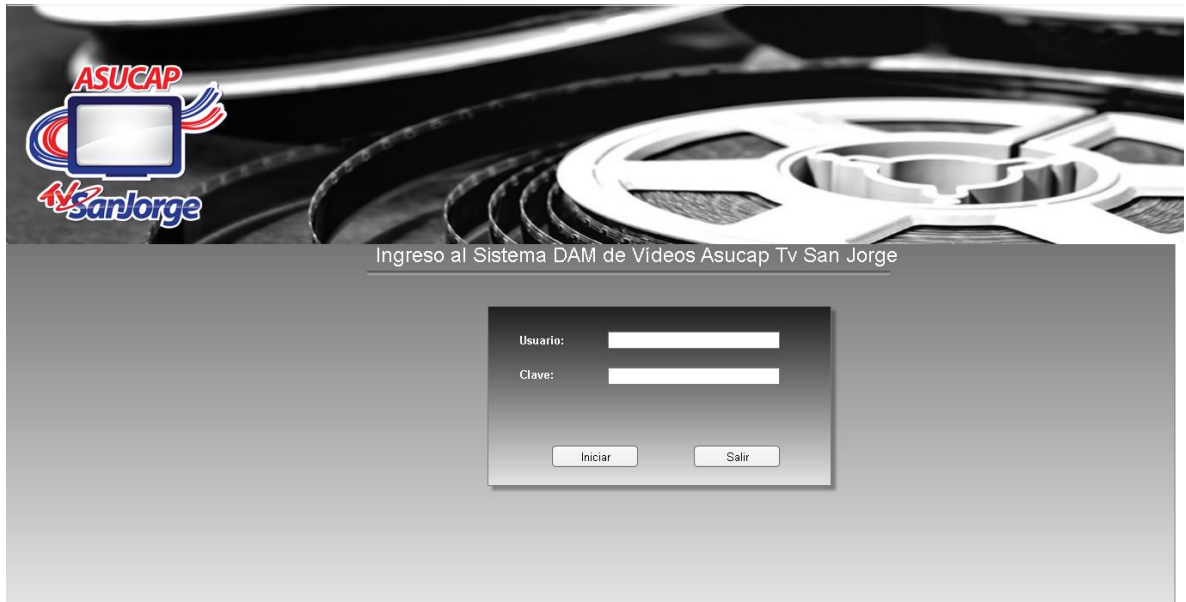 ASUCAP
TV SanJorge
Ingreso al Sistema DAM de Vídeos Asucap Tv San Jorge
Usuario:
Clave:
Iniciar
Salir